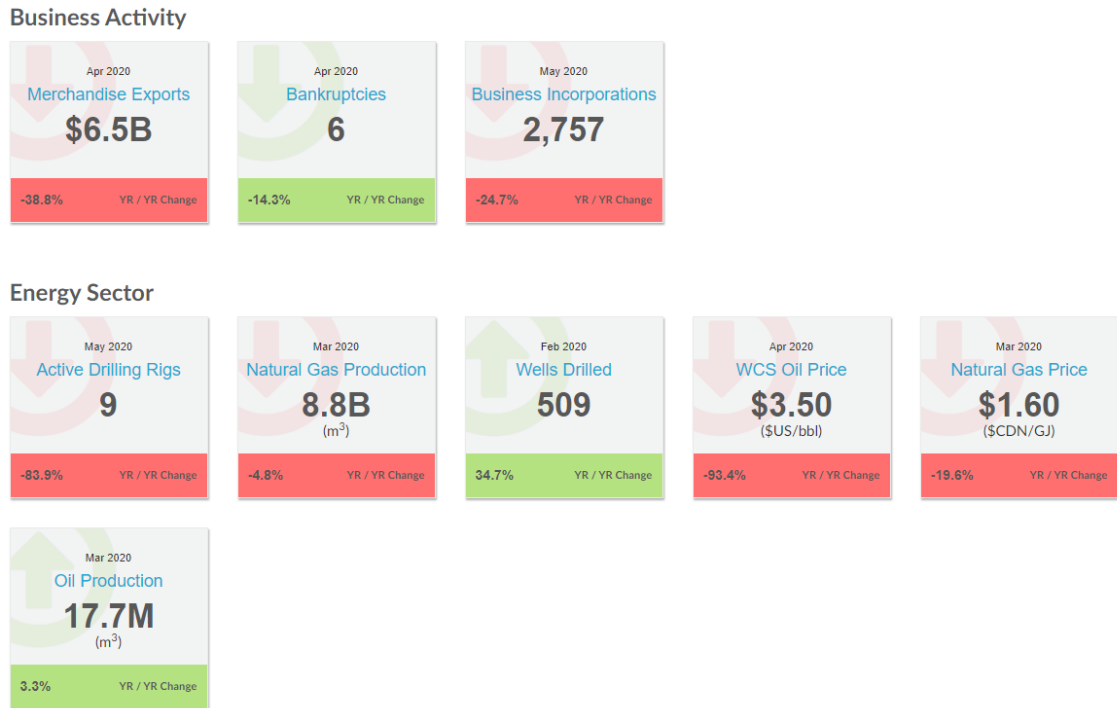 Business Activity
Apr 2020
Merchandise Exports
$6.5B
-38.8% YR / YR Change
Apr 2020
Bankruptcies
6
-14.3% YR / YR Change
May 2020
Business Incorporations
2,757
-24.7% YR / YR Change
Energy Sector
May 2020
Active Drilling Rigs
9
-83.9% YR / YR Change
Mar 2020
Natural Gas Production
8.8B
(m³)
-4.8% YR / YR Change
Feb 2020
Wells Drilled
509
34.7% YR / YR Change
Apr 2020
WCS Oil Price
$3.50
($US/bbl)
-93.4% YR / YR Change
Mar 2020
Natural Gas Price
$1.60
($CDN/GJ)
-19.6% YR / YR Change
Mar 2020
Oil Production
17.7M
(m³)
3.3% YR / YR Change